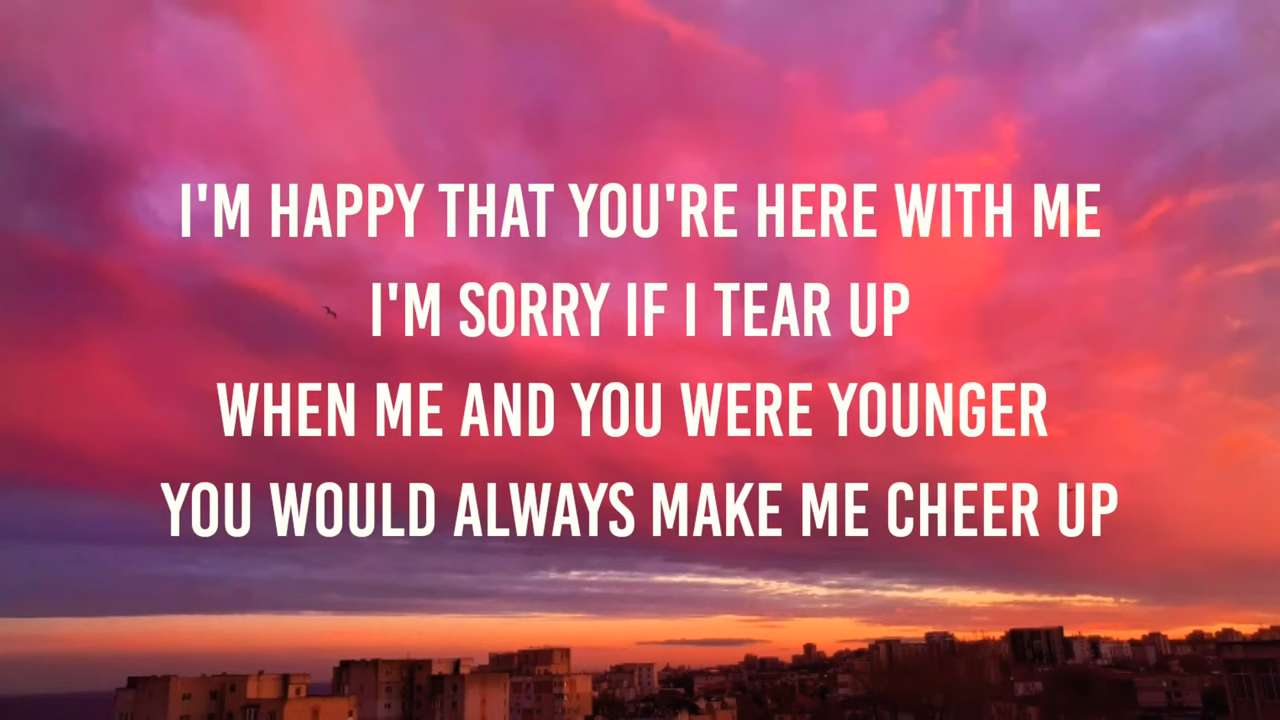 I'M HAPPY THAT YOU'RE HERE WITH ME
I'M SORRY IF I TEAR UP
WHEN ME AND YOU WERE YOUNGER
YOU WOULD ALWAYS MAKE ME CHEER UP